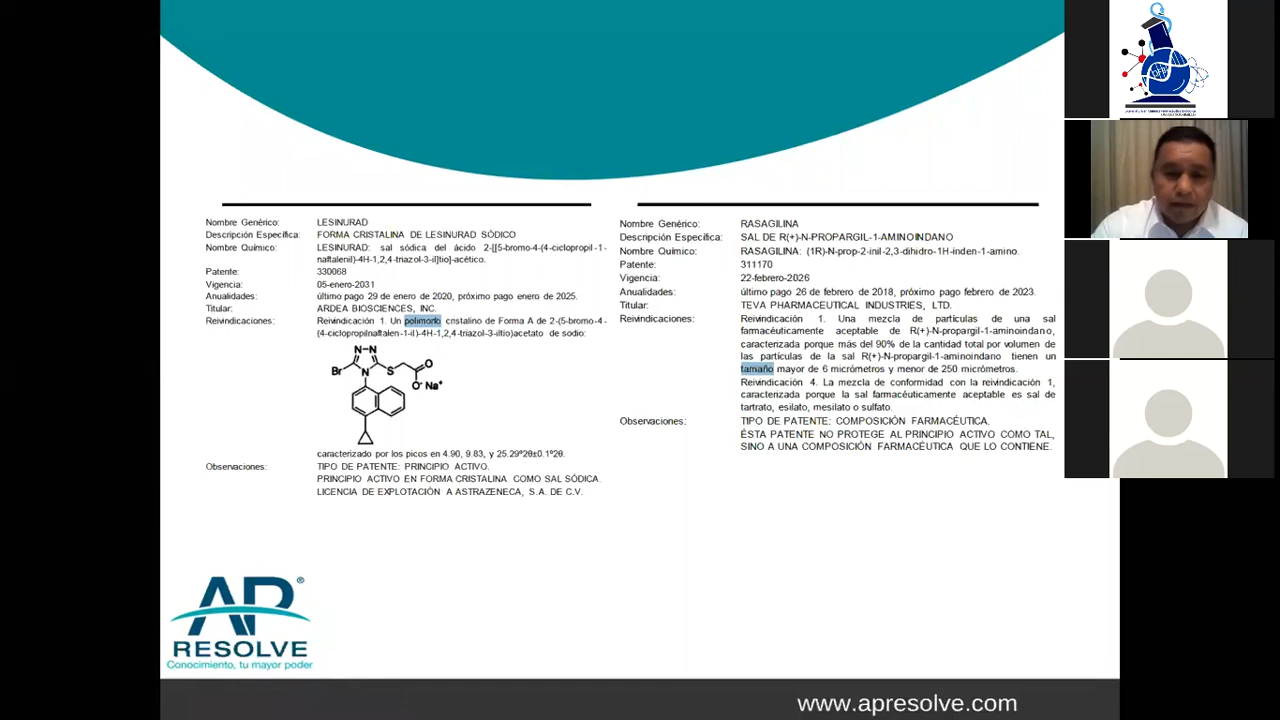 Nombre Genérico: LESINURAD
Descripción Específica: FORMA CRISTALINA DE LESINURAD SÓDICO
Nombre Químico: LESINURAD: sal sódica del ácido 2-[[5-bromo-4-(4-ciclopropil-1-
naftalenil)-4H-1,2,4-triazol-3-il]tio]-acético.
Patente: 330068
Vigencia: 05-enero-2031
Anualidades: último pago 29 de enero de 2020, próximo pago enero de 2025.
Titular: ARDEA BIOSCIENCES, INC.
Reivindicaciones: Reivindicación 1. Un polimorfo cristalino de Forma A de 2-(5-bromo-4-
(4-ciclopropilnaftalen-1-il)-4H-1,2,4-triazol-3-iltio)acetato de sodio:
N-N
Br N S O
O⁻ Na⁺
caracterizado por los picos en 4.90, 9.83, y 25.29º2θ±0.1º2θ.
Observaciones: TIPO DE PATENTE: PRINCIPIO ACTIVO.
PRINCIPIO ACTIVO EN FORMA CRISTALINA COMO SAL SÓDICA.
LICENCIA DE EXPLOTACIÓN A ASTRAZENECA, S.A. DE C.V.
Nombre Genérico: RASAGILINA
Descripción Específica: SAL DE R(+)-N-PROPARGIL-1-AMINOINDANO
Nombre Químico: RASAGILINA: (1R)-N-prop-2-inil-2,3-dihidro-1H-inden-1-amino.
Patente: 311170
Vigencia: 22-febrero-2026
Anualidades: último pago 26 de febrero de 2018, próximo pago febrero de 2023.
Titular: TEVA PHARMACEUTICAL INDUSTRIES, LTD.
Reivindicaciones: Reivindicación 1. Una mezcla de partículas de una sal
farmacéuticamente aceptable de R(+)-N-propargil-1-aminoindano,
caracterizada porque más del 90% de la cantidad total por volumen de
las partículas de la sal R(+)-N-propargil-1-aminoindano tienen un
tamaño mayor de 6 micrómetros y menor de 250 micrómetros.
Reivindicación 4. La mezcla de conformidad con la reivindicación 1,
caracterizada porque la sal farmacéuticamente aceptable es sal de
tartrato, esilato, mesilato o sulfato.
Observaciones: TIPO DE PATENTE: COMPOSICIÓN FARMACÉUTICA.
ÉSTA PATENTE NO PROTEGE AL PRINCIPIO ACTIVO COMO TAL,
SINO A UNA COMPOSICIÓN FARMACÉUTICA QUE LO CONTIENE.
AP®
RESOLVE
Conocimiento, tu mayor poder
www.apresolve.com